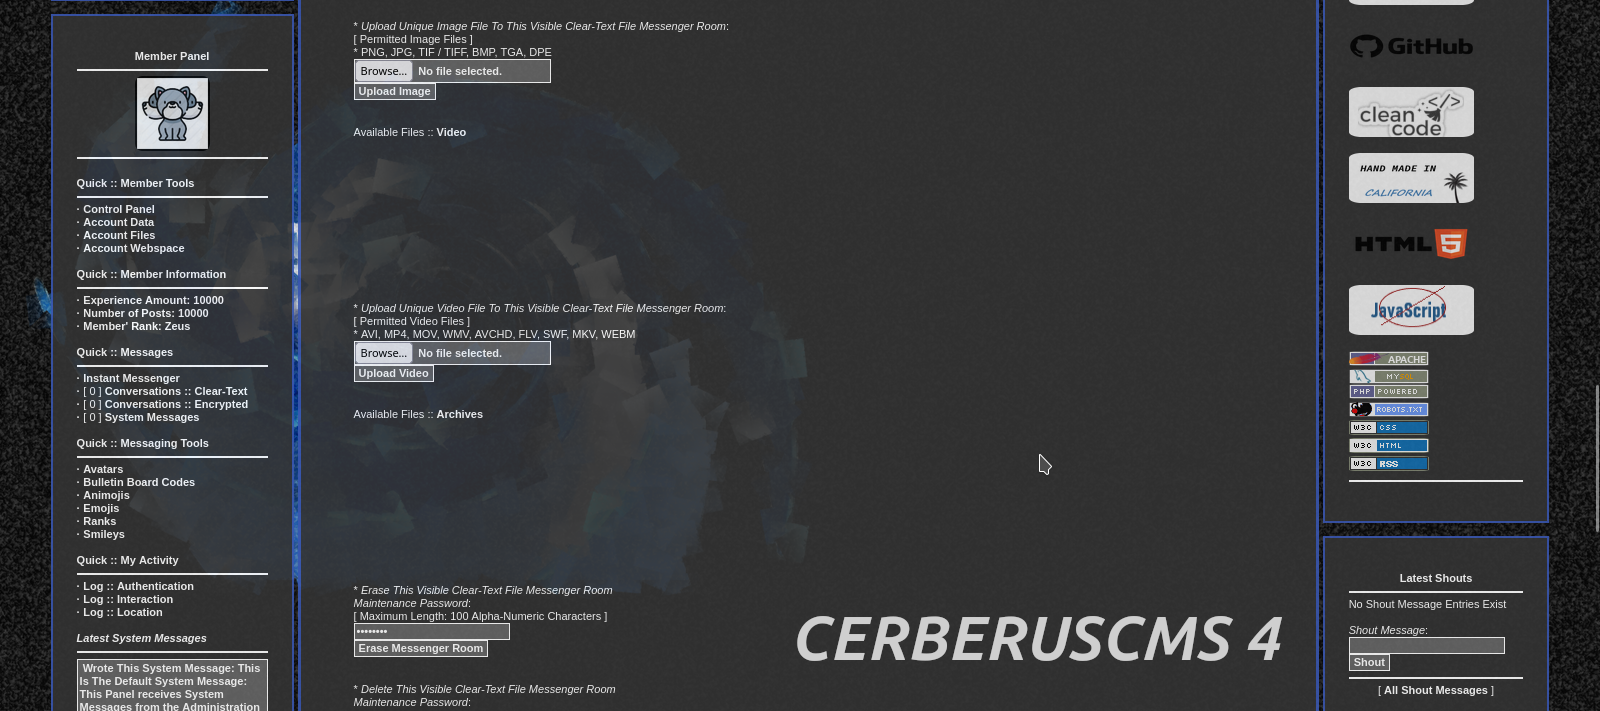 Member Panel
Quick :: Member Tools
· Control Panel
· Account Data
· Account Files
· Account Webspace
Quick :: Member Information
· Experience Amount: 10000
· Number of Posts: 10000
· Member' Rank: Zeus
Quick :: Messages
· Instant Messenger
· [ 0 ] Conversations :: Clear-Text
· [ 0 ] Conversations :: Encrypted
· [ 0 ] System Messages
Quick :: Messaging Tools
· Avatars
· Bulletin Board Codes
· Animojis
· Emojis
· Ranks
· Smileys
Quick :: My Activity
· Log :: Authentication
· Log :: Interaction
· Log :: Location
Latest System Messages
Wrote This System Message: This
Is The Default System Message:
This Panel receives System
Messages from the Administration
* Upload Unique Image File To This Visible Clear-Text File Messenger Room:
[ Permitted Image Files ]
* PNG, JPG, TIF / TIFF, BMP, TGA, DPE
Browse... No file selected.
Upload Image
Available Files :: Video
* Upload Unique Video File To This Visible Clear-Text File Messenger Room:
[ Permitted Video Files ]
* AVI, MP4, MOV, WMV, AVCHD, FLV, SWF, MKV, WEBM
Browse... No file selected.
Upload Video
Available Files :: Archives
* Erase This Visible Clear-Text File Messenger Room
Maintenance Password:
[ Maximum Length: 100 Alpha-Numeric Characters ]
••••••••
Erase Messenger Room
CERBERUSCMS 4
* Delete This Visible Clear-Text File Messenger Room
Maintenance Password:
GitHub
clean </>
code
HAND MADE IN
CALIFORNIA
HTML 5
JavaScript
APACHE
MYSQL
PHP POWERED
ROBOTS.TXT
W3C CSS
W3C HTML
W3C RSS
Latest Shouts
No Shout Message Entries Exist
Shout Message:
Shout
[ All Shout Messages ]